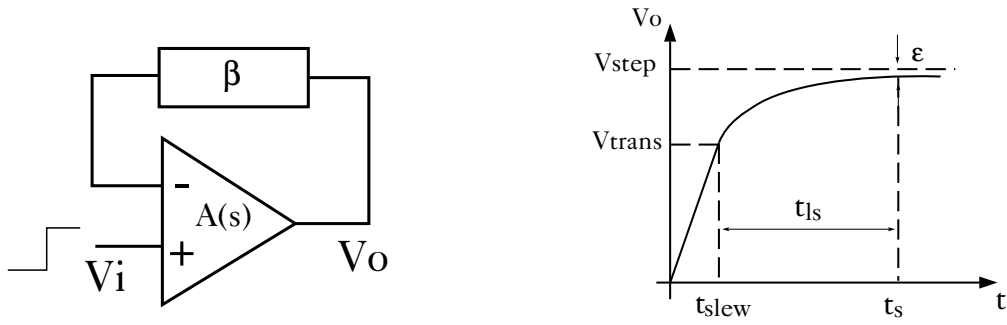 β
-
A(s)
+
Vi
Vo
Vo
Vstep
ε
Vtrans
tls
tslew
ts
t